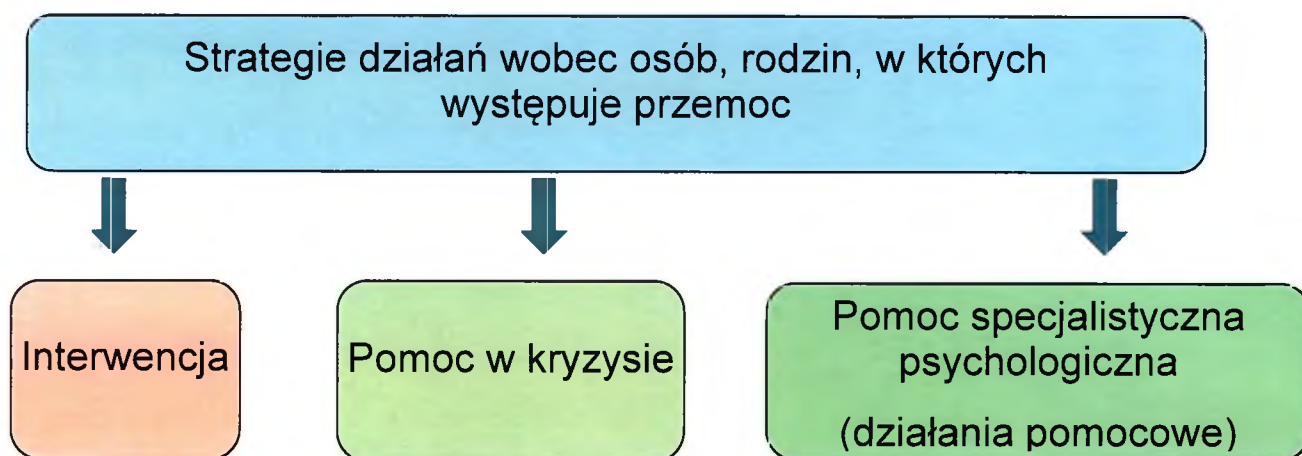 Strategie działań wobec osób, rodzin, w których
występuje przemoc
Interwencja
Pomoc w kryzysie
Pomoc specjalistyczna
psychologiczna
(działania pomocowe)